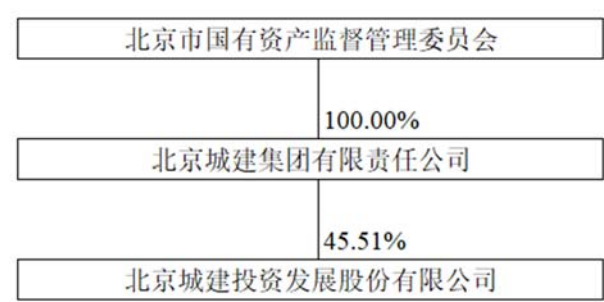 北京市国有资产监督管理委员会
100.00%
北京城建集团有限责任公司
45.51%
北京城建投资发展股份有限公司